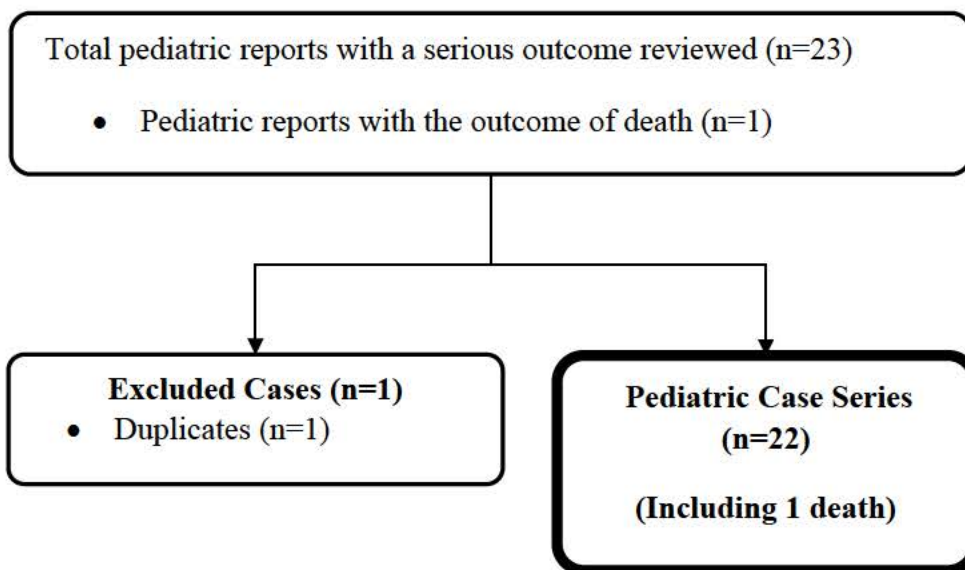 Total pediatric reports with a serious outcome reviewed (n=23)
• Pediatric reports with the outcome of death (n=1)
Excluded Cases (n=1)
• Duplicates (n=1)
Pediatric Case Series
(n=22)
(Including 1 death)